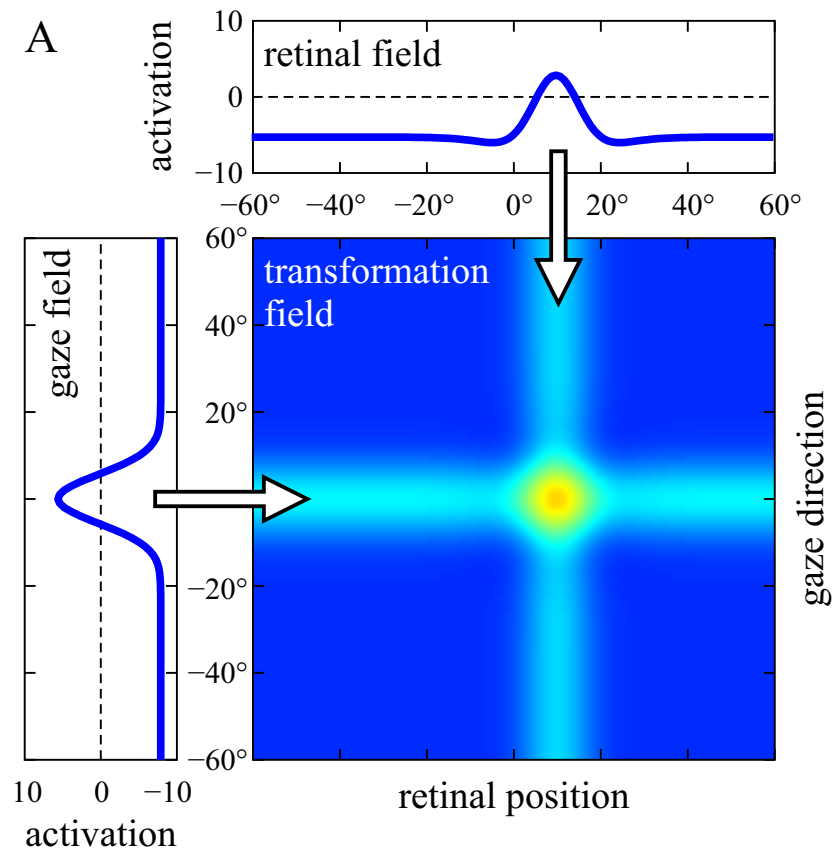 A
retinal field
activation
10
0
−10
−60° −40° −20° 0° 20° 40° 60°
gaze field
transformation
field
60°
40°
20°
0°
−20°
−40°
−60°
gaze direction
10 0 −10
activation
retinal position